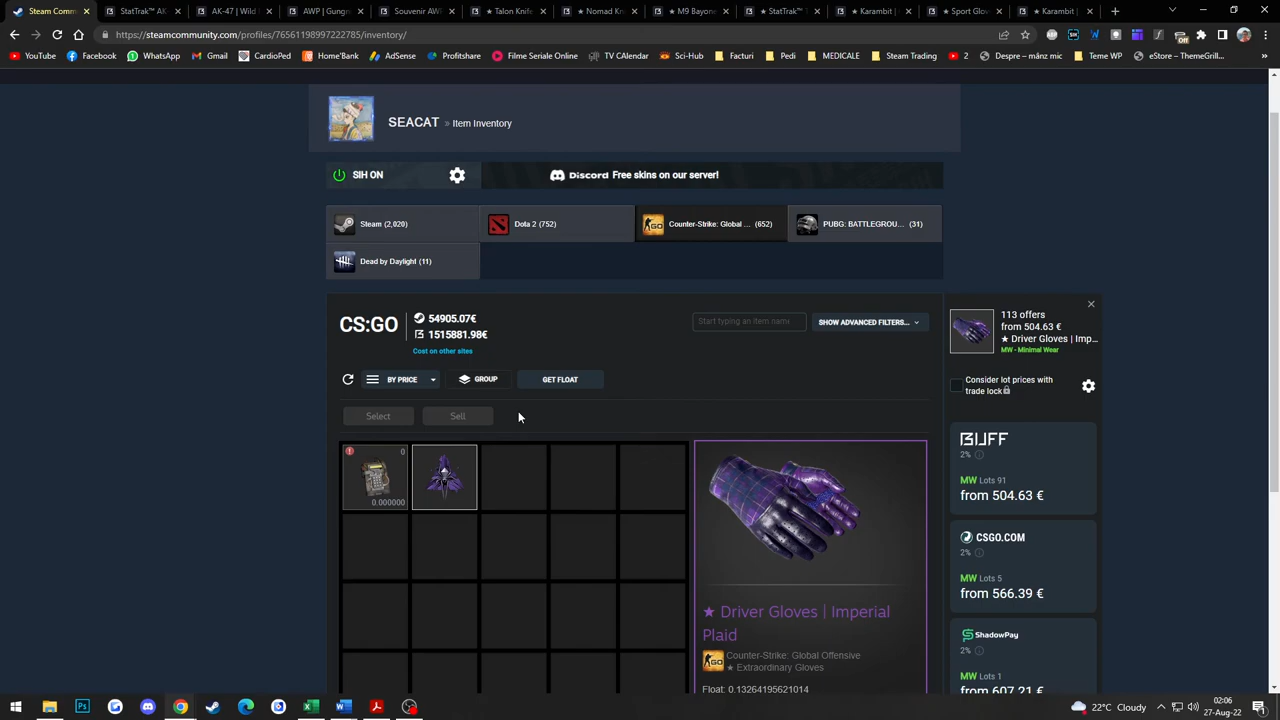 Steam Comm
StatTrak™ AK
AK-47 | Wild
AWP | Gungn
Souvenir AWP
★ Talon Knife
★ Nomad Kn
★ M9 Bayone
★ StatTrak™
★ Karambit |
★ Sport Glove
★ Karambit |
https://steamcommunity.com/profiles/76561198997222785/inventory/
YouTube
Facebook
WhatsApp
Gmail
CardioPed
Home'Bank
AdSense
Profitshare
Filme Seriale Online
TV CAlendar
Sci-Hub
Facturi
Pedi
MEDICALE
Steam Trading
2
Despre – mânz mic
Teme WP
eStore – ThemeGrill...
SEACAT » Item Inventory
SIH ON
Discord Free skins on our server!
Steam (2,020)
Dota 2 (752)
Counter-Strike: Global ... (652)
PUBG: BATTLEGROU... (31)
Dead by Daylight (11)
CS:GO
54905.07€
1515881.98€
Cost on other sites
Start typing an item name
SHOW ADVANCED FILTERS...
BY PRICE
GROUP
GET FLOAT
Select
Sell
0
0.000000
★ Driver Gloves | Imperial
Plaid
Counter-Strike: Global Offensive
★ Extraordinary Gloves
Float: 0.13264195621014
113 offers
from 504.63 €
★ Driver Gloves | Imp...
MW - Minimal Wear
Consider lot prices with
trade lock
BUFF
2%
MW Lots 91
from 504.63 €
CSGO.COM
2%
MW Lots 5
from 566.39 €
ShadowPay
2%
MW Lots 1
from 607.21 €
22°C Cloudy
02:06
27-Aug-22